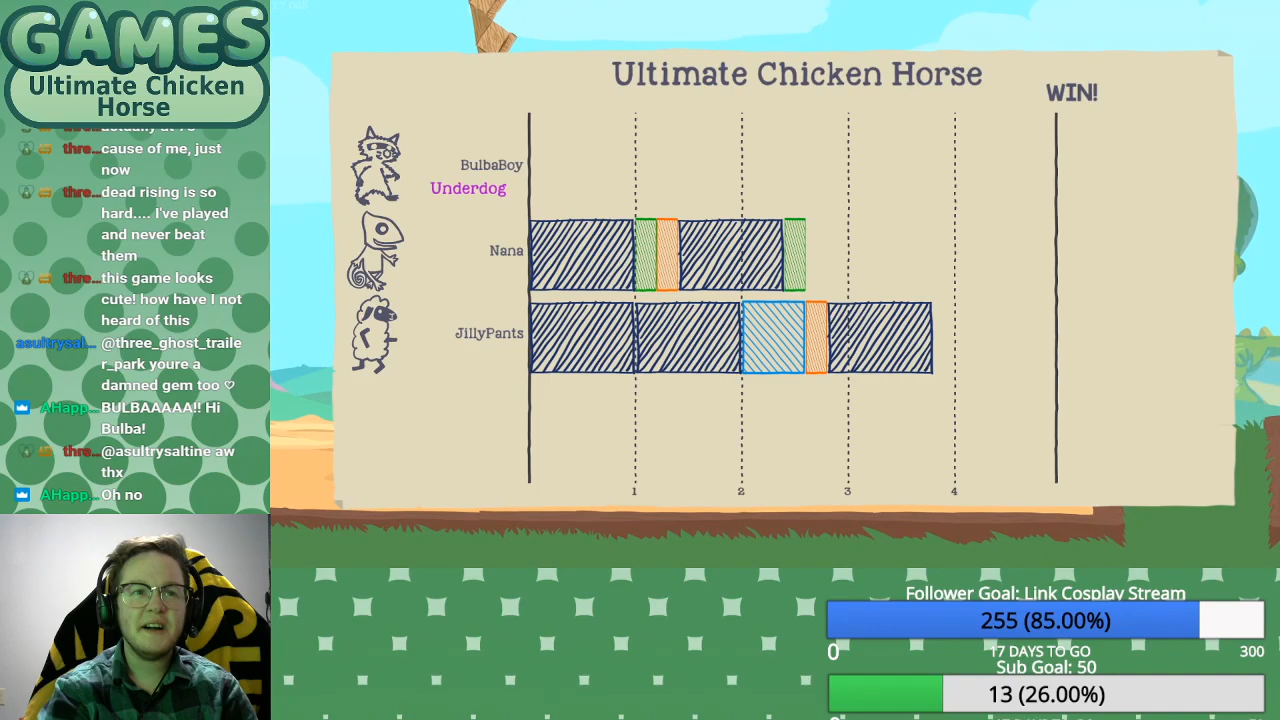 GAMES
Ultimate Chicken
Horse
thre... cause of me, just
now
thre... dead rising is so
hard.... I've played
and never beat
them
thre... this game looks
cute! how have I not
heard of this
asultrysal... @three_ghost_traile
r_park youre a
damned gem too ♡
AHapp... BULBAAAAA!! Hi
Bulba!
thre... @asultrysaltine aw
thx
AHapp... Oh no
Ultimate Chicken Horse
WIN!
BulbaBoy
Underdog
Nana
JillyPants
1 2 3 4
Follower Goal: Link Cosplay Stream
255 (85.00%)
0 17 DAYS TO GO 300
Sub Goal: 50
13 (26.00%)